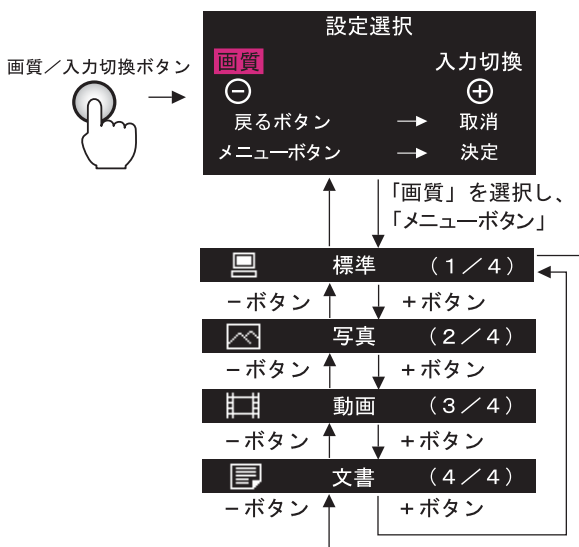 設定選択
画質／入力切換ボタン
画質 入力切換
⊖ ⊕
戻るボタン → 取消
メニューボタン → 決定
「画質」を選択し、
「メニューボタン」
標準 （1／4）
−ボタン +ボタン
写真 （2／4）
−ボタン +ボタン
動画 （3／4）
−ボタン +ボタン
文書 （4／4）
−ボタン +ボタン